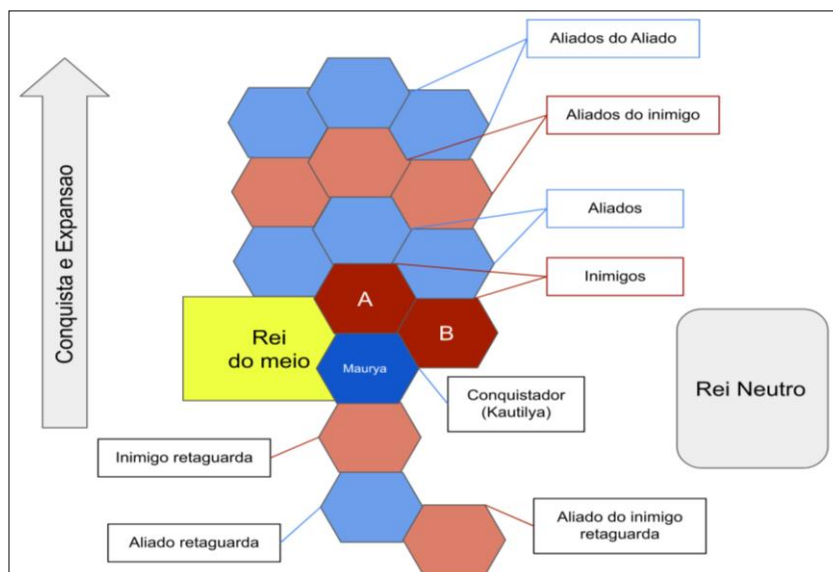 Aliados do Aliado
Conquista e Expansao
Aliados do inimigo
Aliados
Inimigos
A
B
Rei
do meio
Maurya
Rei Neutro
Conquistador
(Kautilya)
Inimigo retaguarda
Aliado retaguarda
Aliado do inimigo
retaguarda